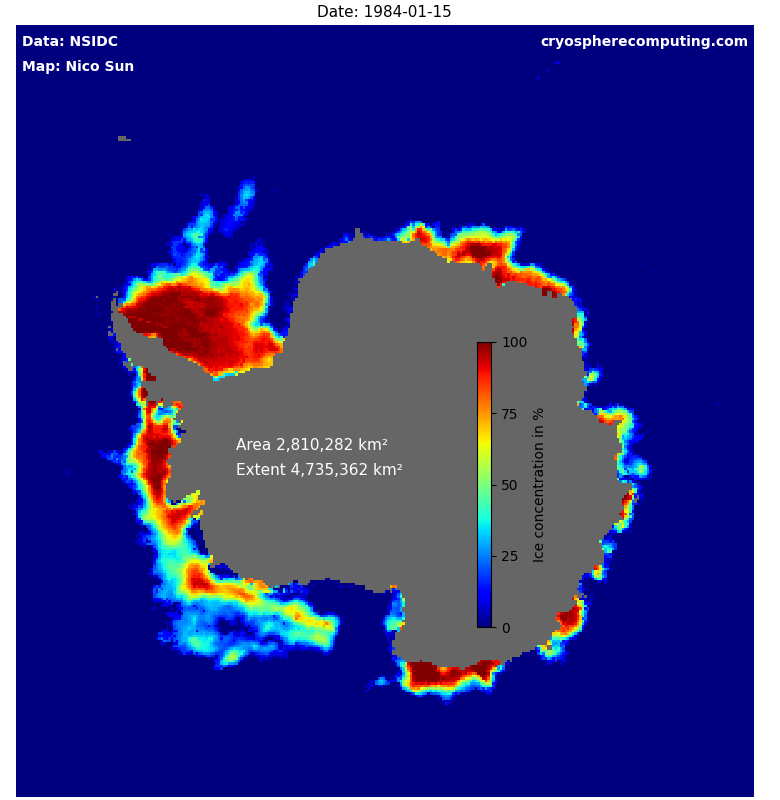 Date: 1984-01-15
Data: NSIDC
cryospherecomputing.com
Map: Nico Sun
100
75
50
25
0
Ice concentration in %
Area 2,810,282 km²
Extent 4,735,362 km²